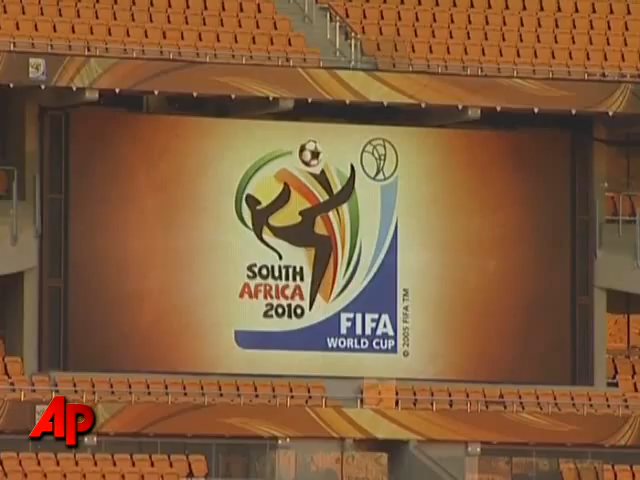 SOUTH
AFRICA
2010
FIFA
WORLD CUP
© 2005 FIFA TM
AP